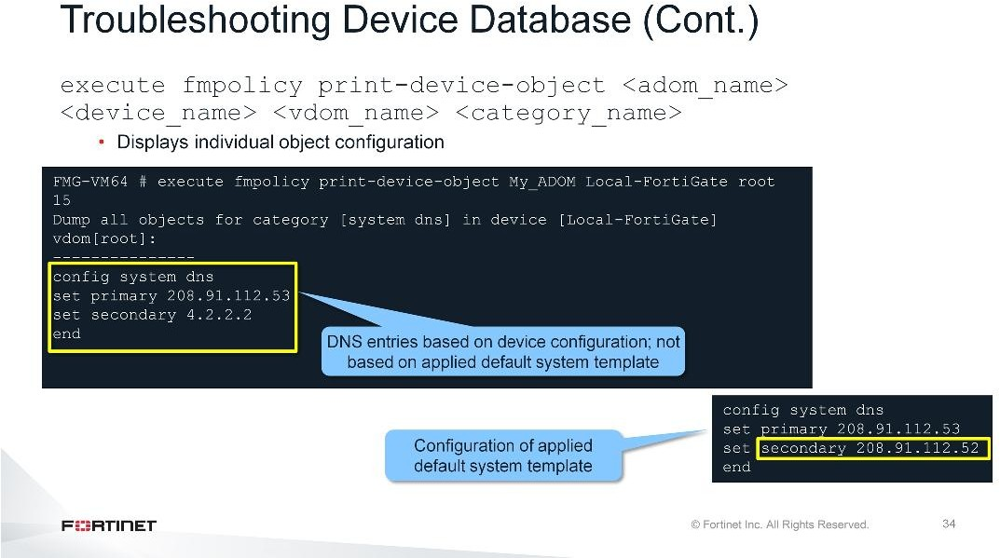 Troubleshooting Device Database (Cont.)
execute fmpolicy print-device-object <adom_name>
<device_name> <vdom_name> <category_name>
• Displays individual object configuration
FMG-VM64 # execute fmpolicy print-device-object My_ADOM Local-FortiGate root
15
Dump all objects for category [system dns] in device [Local-FortiGate]
vdom[root]:
---------------
config system dns
set primary 208.91.112.53
set secondary 4.2.2.2
end
DNS entries based on device configuration; not
based on applied default system template
config system dns
set primary 208.91.112.53
set secondary 208.91.112.52
end
Configuration of applied
default system template
FORTINET
© Fortinet Inc. All Rights Reserved.
34